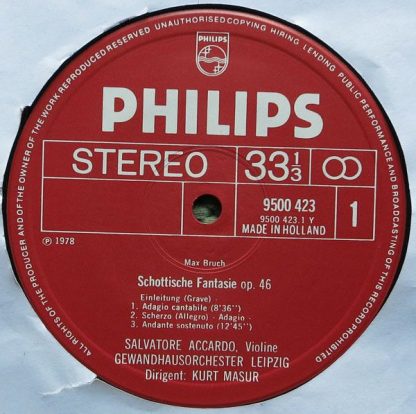 ALL RIGHTS OF THE PRODUCER AND OF THE OWNER OF THE WORK REPRODUCED RESERVED UNAUTHORISED COPYING HIRING LENDING PUBLIC PERFORMANCE AND BROADCASTING OF THIS RECORD PROHIBITED
PHILIPS
PHILIPS
STEREO 33⅓
9500 423
9500 423.1 Y
MADE IN HOLLAND
1
Ⓟ 1978
Max Bruch
Schottische Fantasie op. 46
Einleitung (Grave) -
1. Adagio cantabile (8'36")
2. Scherzo (Allegro) - Adagio -
3. Andante sostenuto (12'45")
SALVATORE ACCARDO, Violine
GEWANDHAUSORCHESTER LEIPZIG
Dirigent: KURT MASUR